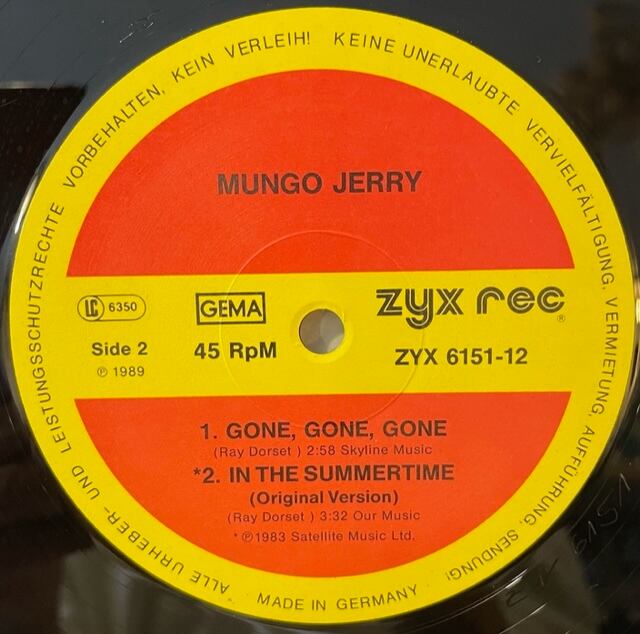 ALLE URHEBER- UND LEISTUNGSSCHUTZRECHTE VORBEHALTEN, KEIN VERLEIH! KEINE UNERLAUBTE VERVIELFÄLTIGUNG, VERMIETUNG, AUFFÜHRUNG, SENDUNG!
MUNGO JERRY
LC 6350
GEMA
zyx rec ®
Side 2
45 RpM
ZYX 6151-12
℗ 1989
1. GONE, GONE, GONE
(Ray Dorset ) 2:58 Skyline Music
*2. IN THE SUMMERTIME
(Original Version)
(Ray Dorset ) 3:32 Our Music
* ℗1983 Satellite Music Ltd.
MADE IN GERMANY